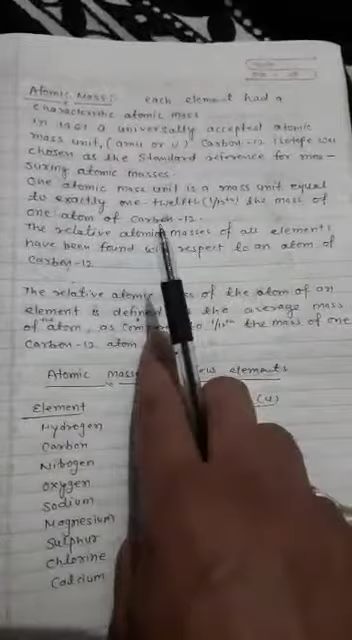 Atomic Mass: each element had a
characteristic atomic mass
in 1961 a universally accepted atomic
mass unit, (amu or u) Carbon-12 isotope was
chosen as the Standard reference for mea-
suring atomic masses.
One atomic mass unit is a mass unit equal
to exactly one-twelfth (1/12th) the mass of
one atom of carbon-12.
The relative atomic masses of all elements
have been found with respect to an atom of
carbon-12.
The relative atomic of the atom of an
element is defined the average mass
of the atom, as 1/12th the mass of one
carbon-12 atom
Atomic elements
Element (u)
Hydrogen
Carbon
Nitrogen
Oxygen
Sodium
Magnesium
Sulphur
Chlorine
Calcium